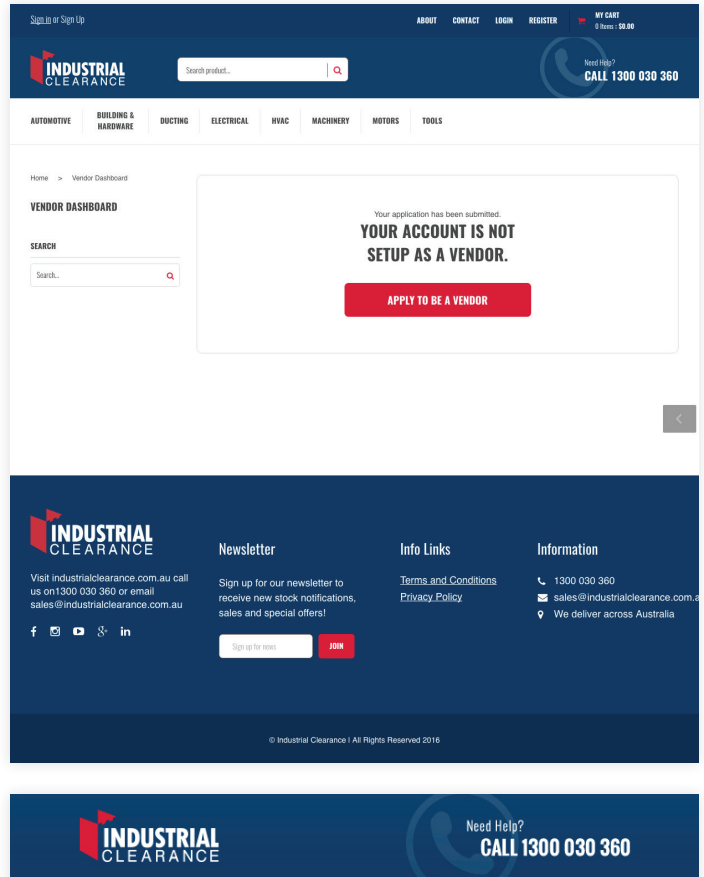 Sign in or Sign Up
ABOUT CONTACT LOGIN REGISTER MY CART
0 Items : $0.00
INDUSTRIAL
CLEARANCE
Search product...
Need Help?
CALL 1300 030 360
AUTOMOTIVE BUILDING & HARDWARE DUCTING ELECTRICAL HVAC MACHINERY MOTORS TOOLS
Home > Vendor Dashboard
VENDOR DASHBOARD
SEARCH
Search...
Your application has been submitted.
YOUR ACCOUNT IS NOT
SETUP AS A VENDOR.
APPLY TO BE A VENDOR
INDUSTRIAL
CLEARANCE
Visit industrialclearance.com.au call
us on1300 030 360 or email
sales@industrialclearance.com.au
Newsletter
Sign up for our newsletter to
receive new stock notifications,
sales and special offers!
Sign up for news
JOIN
Info Links
Terms and Conditions
Privacy Policy
Information
1300 030 360
sales@industrialclearance.com.a
We deliver across Australia
© Industrial Clearance | All Rights Reserved 2016
INDUSTRIAL
CLEARANCE
Need Help?
CALL 1300 030 360